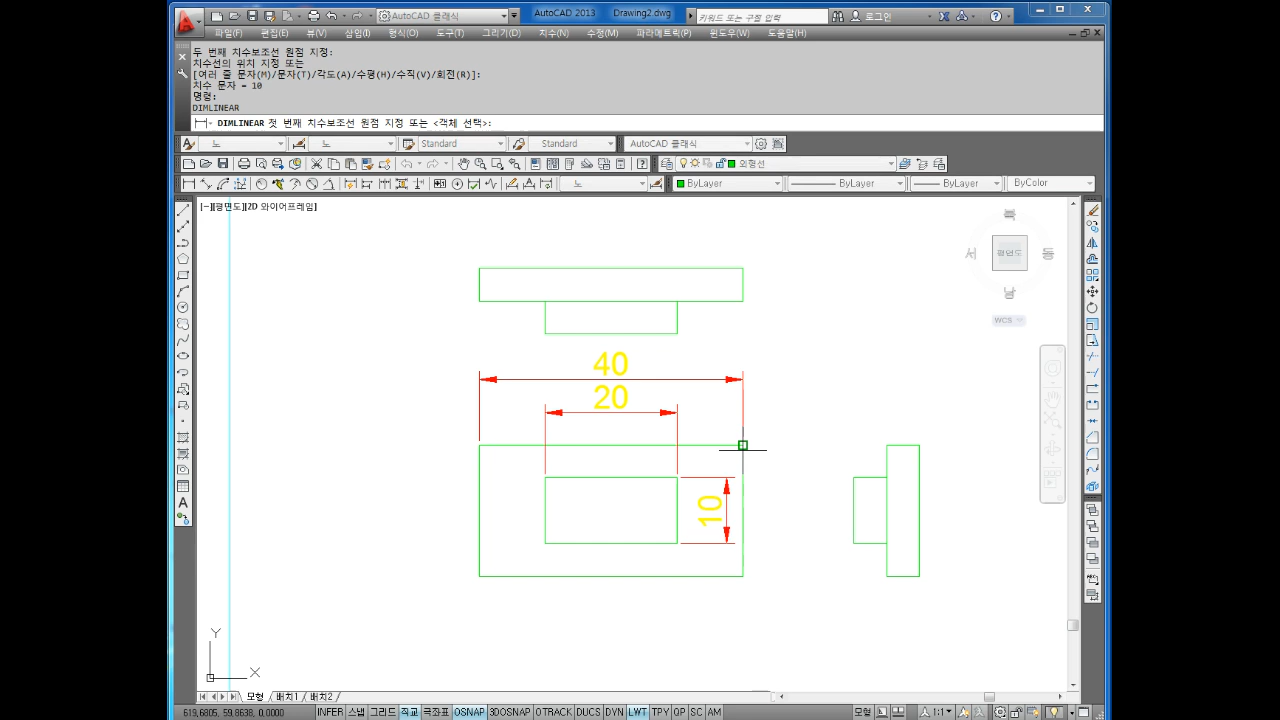 AutoCAD 클래식
AutoCAD 2013 Drawing2.dwg
키워드 또는 구절 입력
로그인
파일(F) 편집(E) 뷰(V) 삽입(I) 형식(O) 도구(T) 그리기(D) 치수(N) 수정(M) 파라메트릭(P) 윈도우(W) 도움말(H)
두 번째 치수보조선 원점 지정:
치수선의 위치 지정 또는
[여러 줄 문자(M)/문자(T)/각도(A)/수평(H)/수직(V)/회전(R)]:
치수 문자 = 10
명령:
DIMLINEAR
DIMLINEAR 첫 번째 치수보조선 원점 지정 또는 <객체 선택>:
Standard Standard AutoCAD 클래식
외형선
ByLayer ByLayer ByLayer ByColor
[-][평면도][2D 와이어프레임]
북
서 평면도 동
남
WCS
40
20
10
Y
X
모형 배치1 배치2
619,6805, 59,8638, 0,0000 INFER 스냅 그리드 직교 극좌표 OSNAP 3DOSNAP OTRACK DUCS DYN LWT TPY QP SC AM 모형 1:1